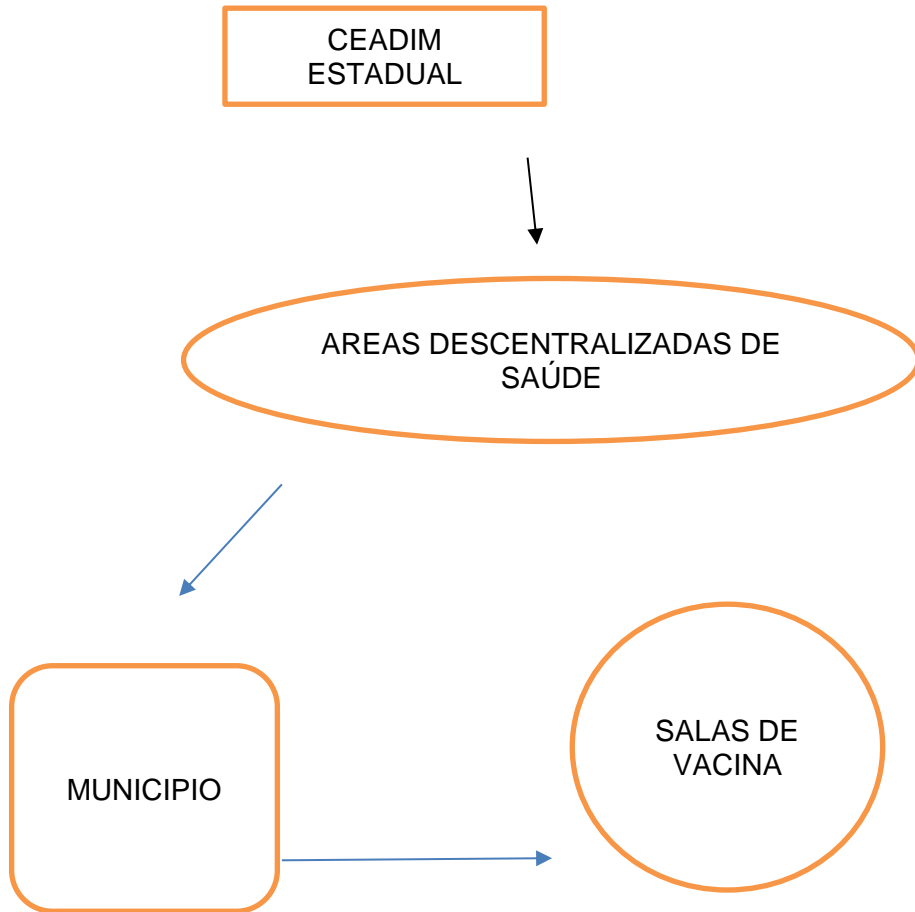 CEADIM
ESTADUAL
AREAS DESCENTRALIZADAS DE
SAÚDE
MUNICIPIO
SALAS DE
VACINA